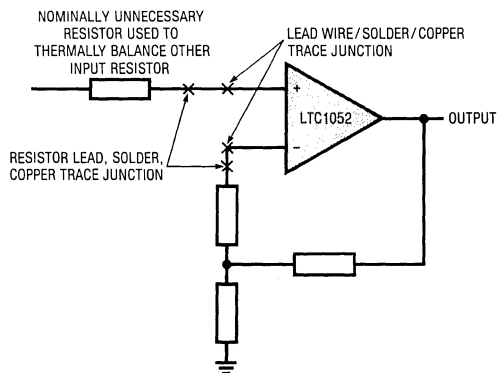 NOMINALLY UNNECESSARY
RESISTOR USED TO
THERMALLY BALANCE OTHER
INPUT RESISTOR
LEAD WIRE/SOLDER/COPPER
TRACE JUNCTION
+
LTC1052
−
OUTPUT
RESISTOR LEAD, SOLDER,
COPPER TRACE JUNCTION